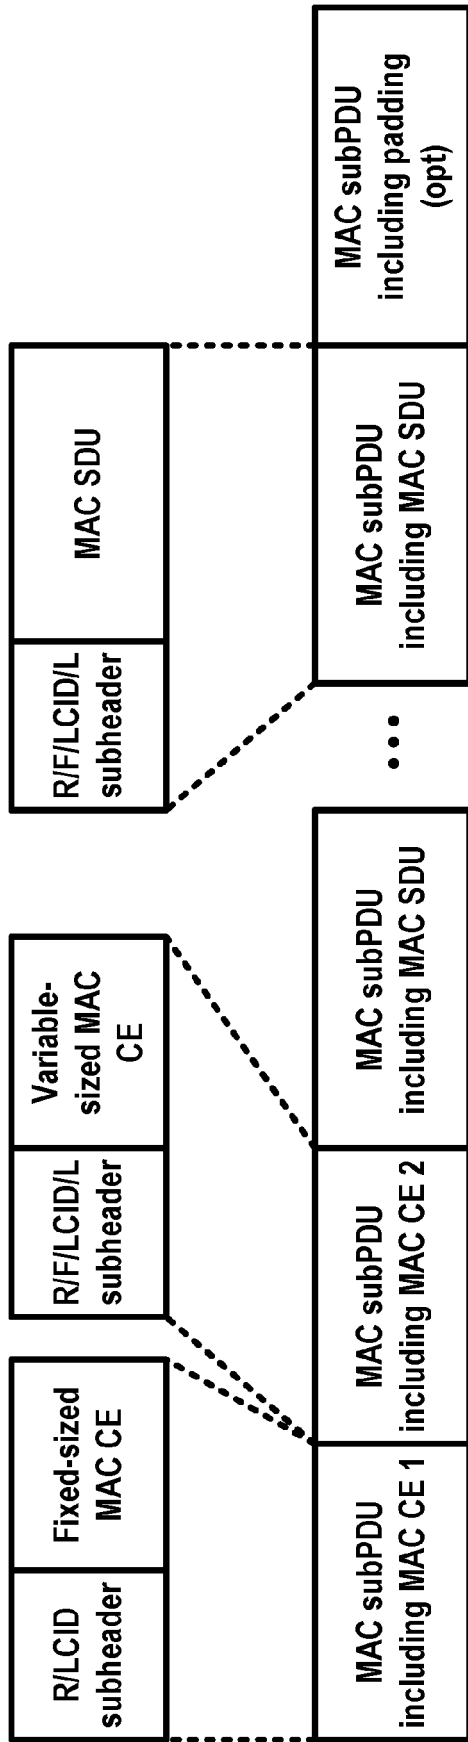 R/LCID
subheader
Fixed-sized
MAC CE
R/F/LCID/L
subheader
Variable-
sized MAC
CE
R/F/LCID/L
subheader
MAC SDU
MAC subPDU
including MAC CE 1
MAC subPDU
including MAC CE 2
MAC subPDU
including MAC SDU
...
MAC subPDU
including MAC SDU
MAC subPDU
including padding
(opt)